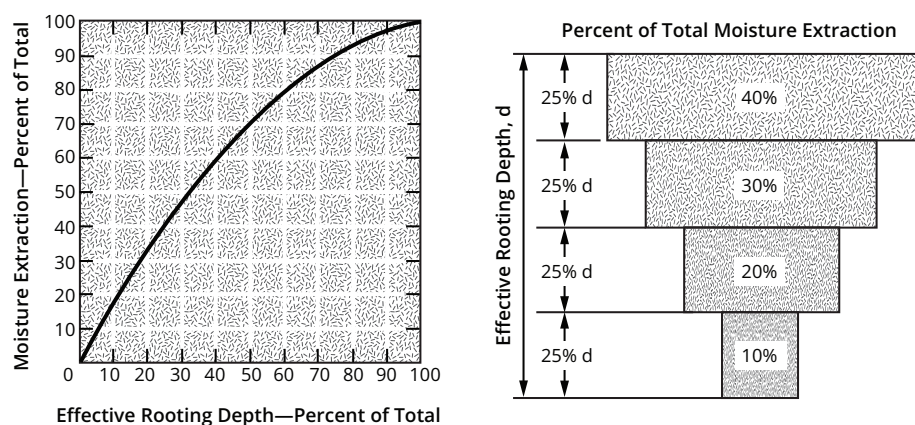 100
90
80
70
60
50
40
30
20
10
0 10 20 30 40 50 60 70 80 90 100
Moisture Extraction—Percent of Total
Effective Rooting Depth—Percent of Total
Percent of Total Moisture Extraction
Effective Rooting Depth, d
25% d 40%
25% d 30%
25% d 20%
25% d 10%